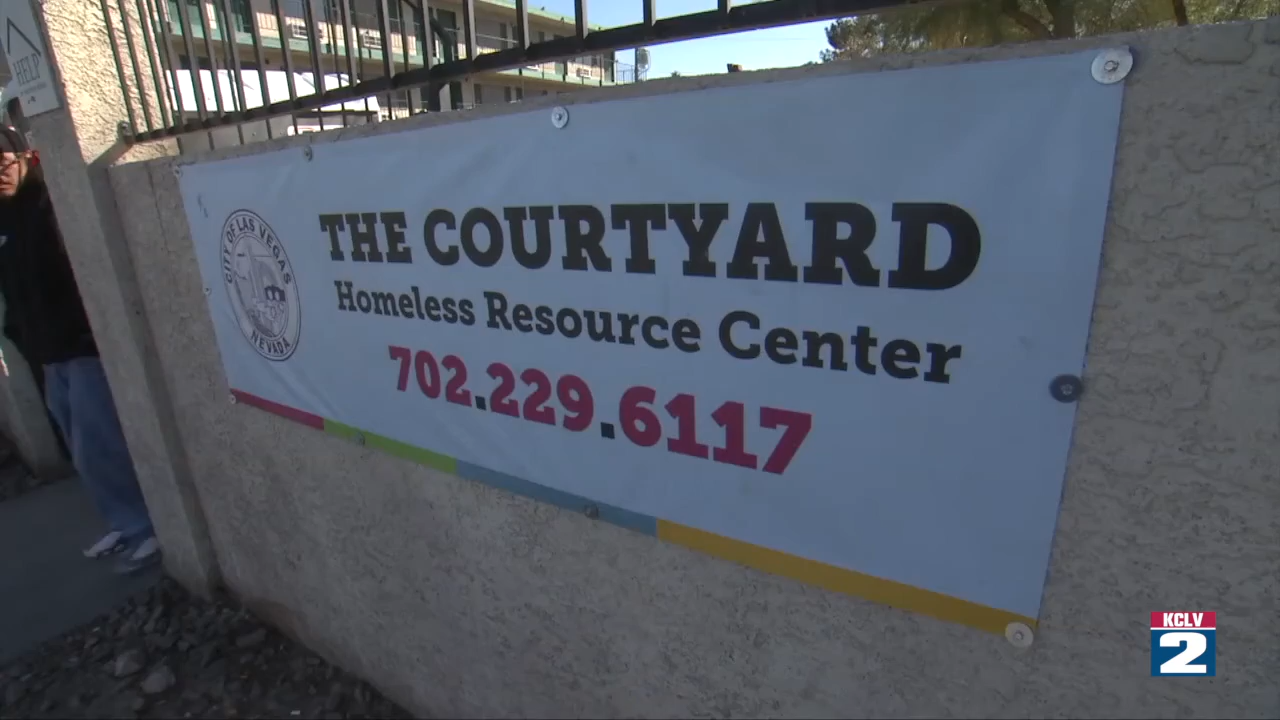 HELP
CITY OF LAS VEGAS
NEVADA
THE COURTYARD
Homeless Resource Center
702.229.6117
KCLV
2